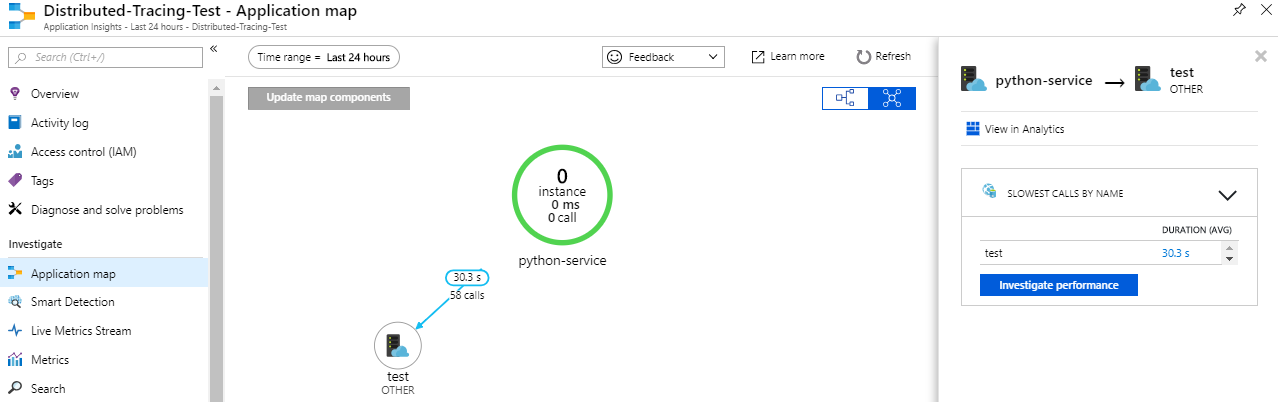 Distributed-Tracing-Test - Application map
Application Insights - Last 24 hours - Distributed-Tracing-Test
Search (Ctrl+/)
«
Overview
Activity log
Access control (IAM)
Tags
Diagnose and solve problems
Investigate
Application map
Smart Detection
Live Metrics Stream
Metrics
Search
Time range = Last 24 hours
Feedback
Learn more
Refresh
Update map components
0
instance
0 ms
0 call
python-service
30.3 s
58 calls
test
OTHER
python-service → test
OTHER
View in Analytics
SLOWEST CALLS BY NAME
DURATION (AVG)
test 30.3 s
Investigate performance